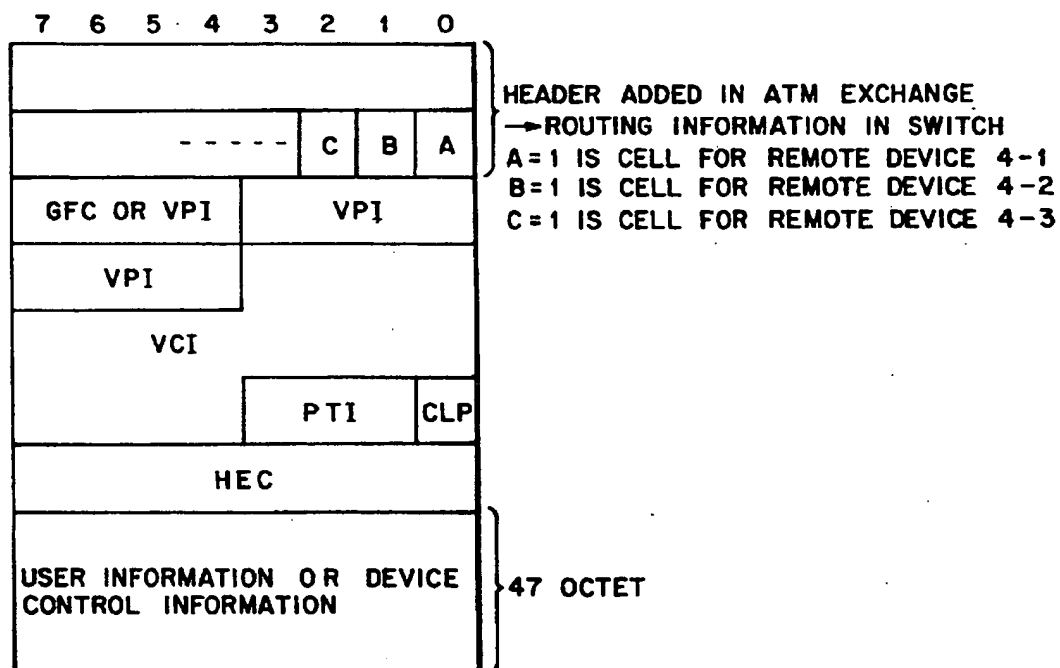 7 6 5 4 3 2 1 0
HEADER ADDED IN ATM EXCHANGE
→ROUTING INFORMATION IN SWITCH
----- C B A
A=1 IS CELL FOR REMOTE DEVICE 4-1
B=1 IS CELL FOR REMOTE DEVICE 4-2
C=1 IS CELL FOR REMOTE DEVICE 4-3
GFC OR VPI VPI
VPI
VCI
PTI CLP
HEC
USER INFORMATION OR DEVICE
CONTROL INFORMATION
47 OCTET